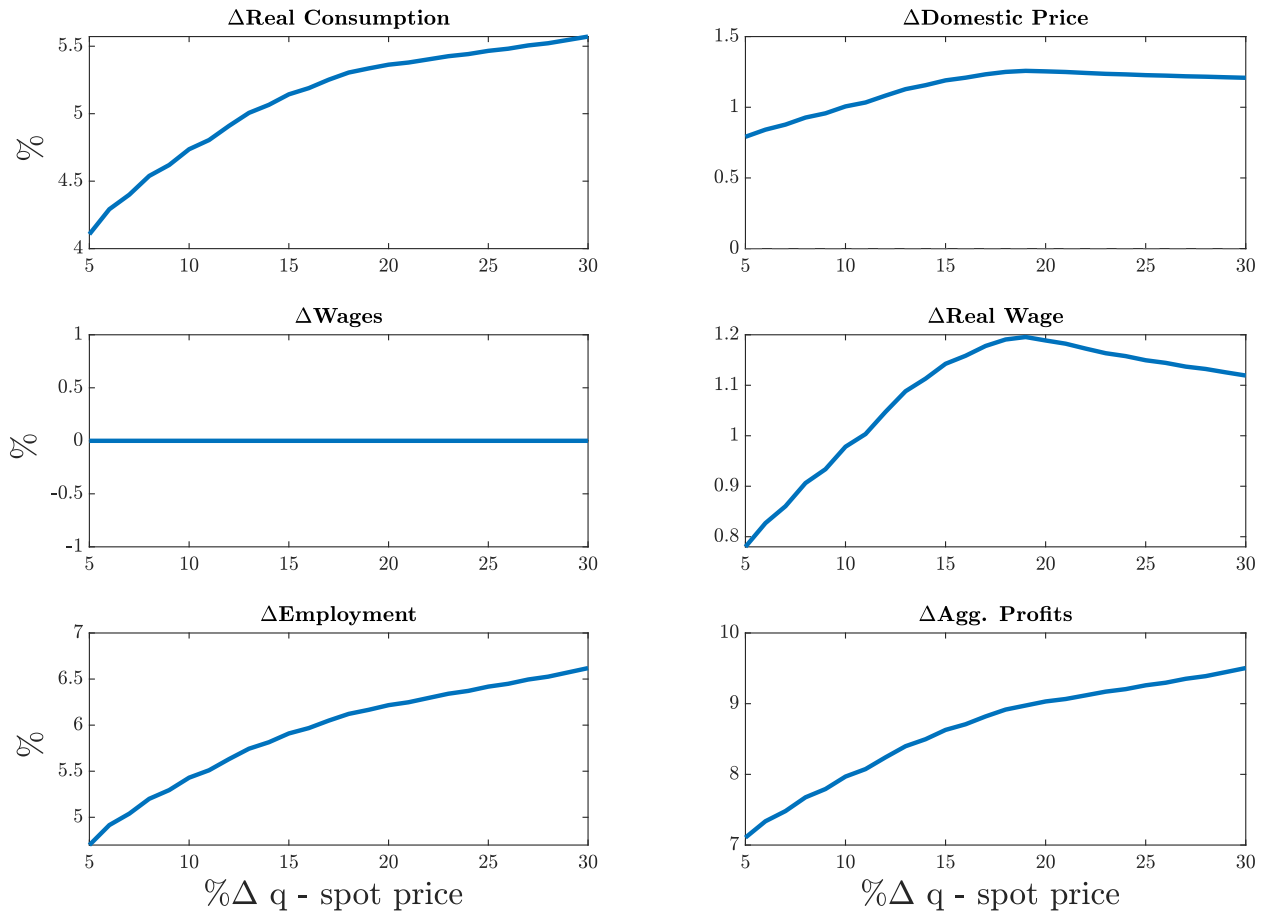 ΔReal Consumption
5.5
5
4.5
4
%
5 10 15 20 25 30
ΔDomestic Price
1.5
1
0.5
0
5 10 15 20 25 30
ΔWages
1
0.5
0
-0.5
-1
%
5 10 15 20 25 30
ΔReal Wage
1.2
1.1
1
0.9
0.8
5 10 15 20 25 30
ΔEmployment
7
6.5
6
5.5
5
%
5 10 15 20 25 30
%Δ q - spot price
ΔAgg. Profits
10
9
8
7
5 10 15 20 25 30
%Δ q - spot price